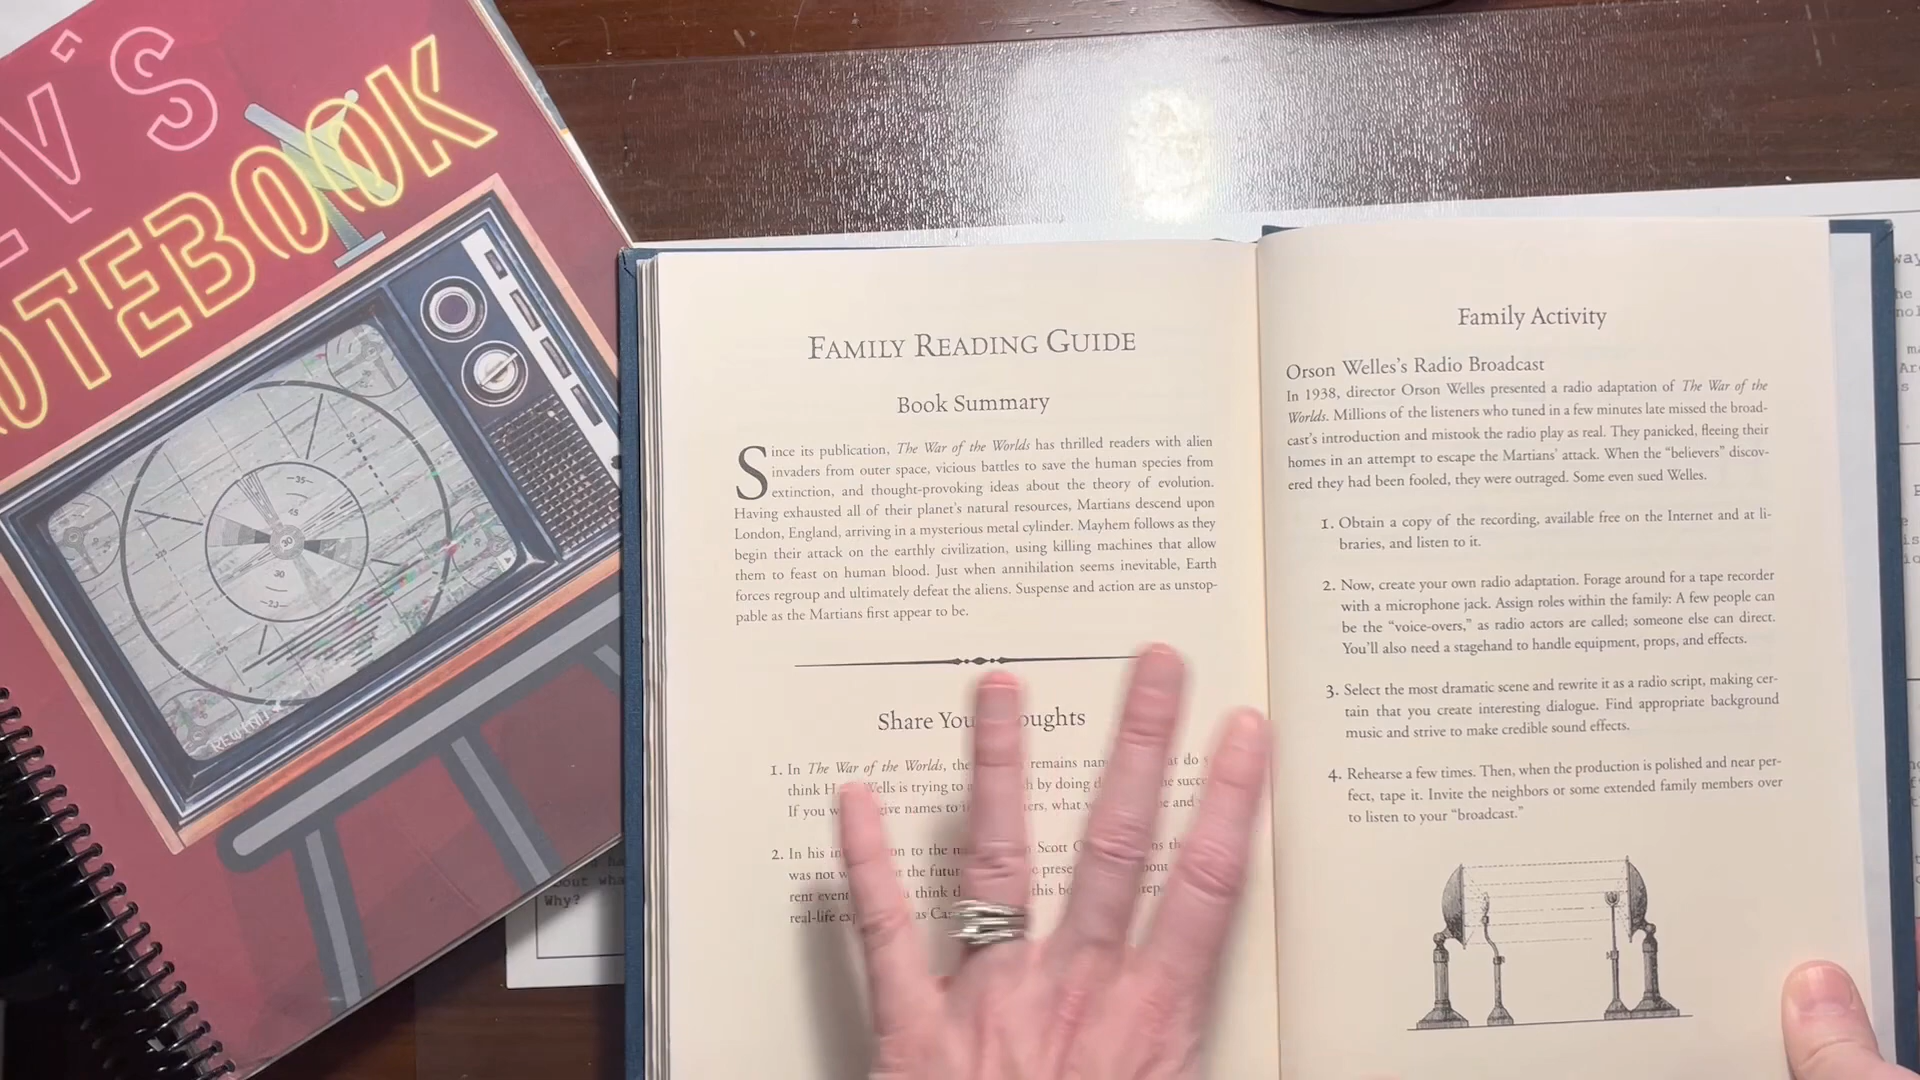 V'S
OTEBOOK
REWIND
FAMILY READING GUIDE
Book Summary
Since its publication, The War of the Worlds has thrilled readers with alien
invaders from outer space, vicious battles to save the human species from
extinction, and thought-provoking ideas about the theory of evolution.
Having exhausted all of their planet's natural resources, Martians descend upon
London, England, arriving in a mysterious metal cylinder. Mayhem follows as they
begin their attack on the earthly civilization, using killing machines that allow
them to feast on human blood. Just when annihilation seems inevitable, Earth
forces regroup and ultimately defeat the aliens. Suspense and action are as unstop-
pable as the Martians first appear to be.
Share You oughts
1. In The War of the Worlds, the remains do
think Wells is trying to by doing succ
If you give names to what and
2. In his on to the Scott
was not the futur prese
rent event think this
real-life as
Family Activity
Orson Welles's Radio Broadcast
In 1938, director Orson Welles presented a radio adaptation of The War of the
Worlds. Millions of the listeners who tuned in a few minutes late missed the broad-
cast's introduction and mistook the radio play as real. They panicked, fleeing their
homes in an attempt to escape the Martians' attack. When the "believers" discov-
ered they had been fooled, they were outraged. Some even sued Welles.
1. Obtain a copy of the recording, available free on the Internet and at li-
braries, and listen to it.
2. Now, create your own radio adaptation. Forage around for a tape recorder
with a microphone jack. Assign roles within the family: A few people can
be the "voice-overs," as radio actors are called; someone else can direct.
You'll also need a stagehand to handle equipment, props, and effects.
3. Select the most dramatic scene and rewrite it as a radio script, making cer-
tain that you create interesting dialogue. Find appropriate background
music and strive to make credible sound effects.
4. Rehearse a few times. Then, when the production is polished and near per-
fect, tape it. Invite the neighbors or some extended family members over
to listen to your "broadcast."
Why?